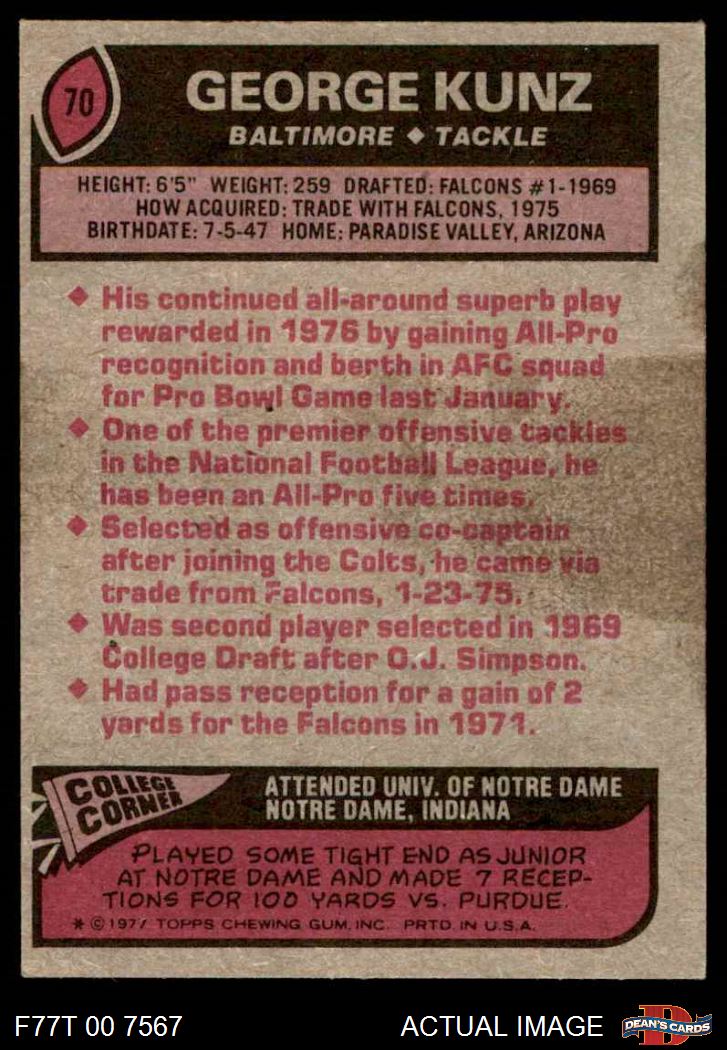 70
GEORGE KUNZ
BALTIMORE ◆ TACKLE
HEIGHT: 6'5" WEIGHT: 259 DRAFTED: FALCONS #1-1969
HOW ACQUIRED: TRADE WITH FALCONS, 1975
BIRTHDATE: 7-5-47 HOME: PARADISE VALLEY, ARIZONA
◆ His continued all-around superb play
rewarded in 1976 by gaining All-Pro
recognition and berth in AFC squad
for Pro Bowl Game last January.
◆ One of the premier offensive tackles
in the National Football League, he
has been an All-Pro five times.
◆ Selected as offensive co-captain
after joining the Colts, he came via
trade from Falcons, 1-23-75.
◆ Was second player selected in 1969
College Draft after O.J. Simpson.
◆ Had pass reception for a gain of 2
yards for the Falcons in 1971.
COLLEGE
CORNER
ATTENDED UNIV. OF NOTRE DAME
NOTRE DAME, INDIANA
PLAYED SOME TIGHT END AS JUNIOR
AT NOTRE DAME AND MADE 7 RECEP-
TIONS FOR 100 YARDS VS. PURDUE.
* © 1977 TOPPS CHEWING GUM, INC. PRTD. IN U.S.A.
F77T 00 7567
ACTUAL IMAGE
D
DEAN'S CARDS